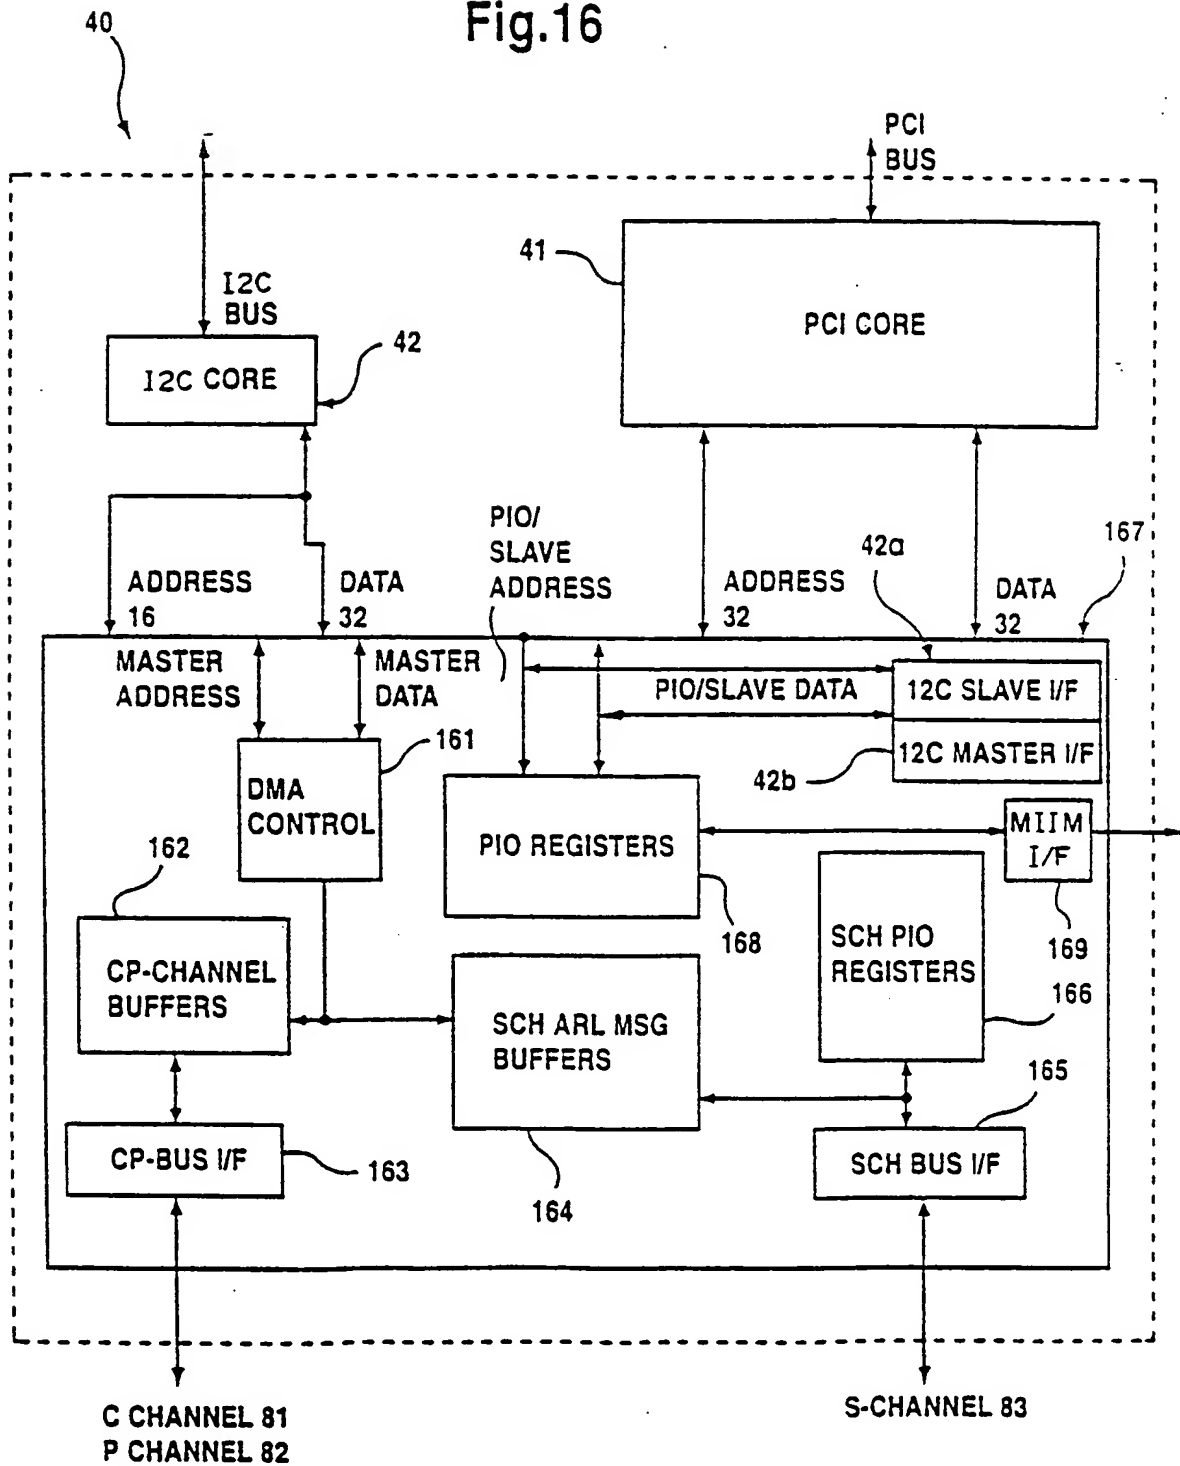 Fig.16
40
PCI
BUS
41
PCI CORE
I2C
BUS
42
I2C CORE
PIO/
SLAVE
ADDRESS
167
42a
ADDRESS
16
DATA
32
ADDRESS
32
DATA
32
MASTER
ADDRESS
MASTER
DATA
PIO/SLAVE DATA
12C SLAVE I/F
12C MASTER I/F
42b
161
DMA
CONTROL
PIO REGISTERS
168
MIIM
I/F
169
162
CP-CHANNEL
BUFFERS
SCH PIO
REGISTERS
166
SCH ARL MSG
BUFFERS
164
165
CP-BUS I/F
163
SCH BUS I/F
C CHANNEL 81
P CHANNEL 82
S-CHANNEL 83